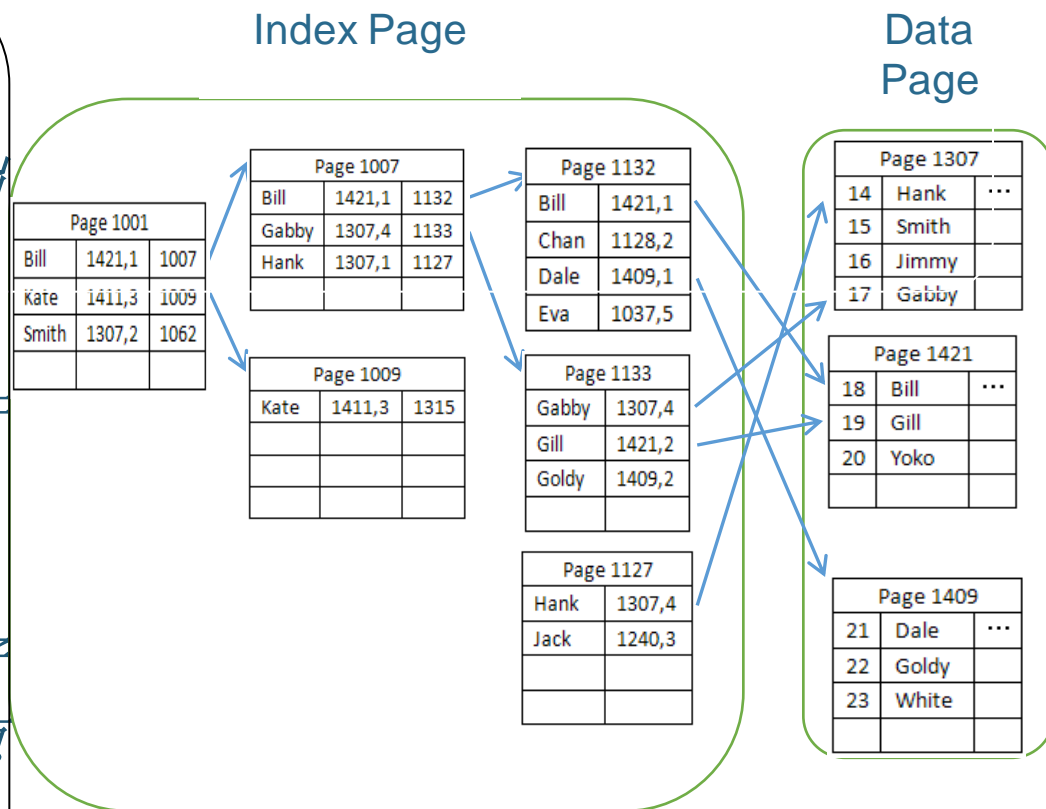 Index Page
Data
Page
Page 1001
Bill 1421,1 1007
Kate 1411,3 1009
Smith 1307,2 1062
Page 1007
Bill 1421,1 1132
Gabby 1307,4 1133
Hank 1307,1 1127
Page 1009
Kate 1411,3 1315
Page 1132
Bill 1421,1
Chan 1128,2
Dale 1409,1
Eva 1037,5
Page 1133
Gabby 1307,4
Gill 1421,2
Goldy 1409,2
Page 1127
Hank 1307,4
Jack 1240,3
Page 1307
14 Hank ...
15 Smith
16 Jimmy
17 Gabby
Page 1421
18 Bill ...
19 Gill
20 Yoko
Page 1409
21 Dale ...
22 Goldy
23 White